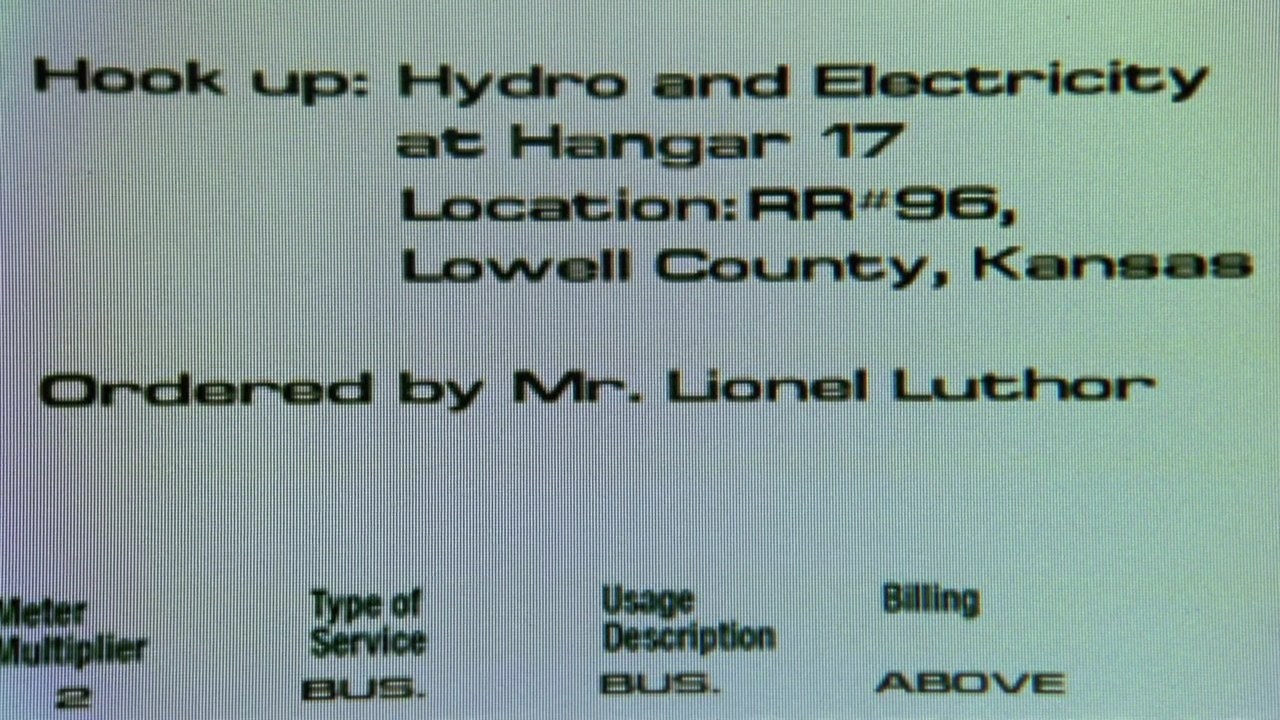 Hook up: Hydro and Electricity
at Hangar 17
Location: RR#96,
Lowell County, Kansas
Ordered by Mr. Lionel Luthor
Meter Multiplier
Type of Service
Usage Description
Billing
2
BUS.
BUS.
ABOVE